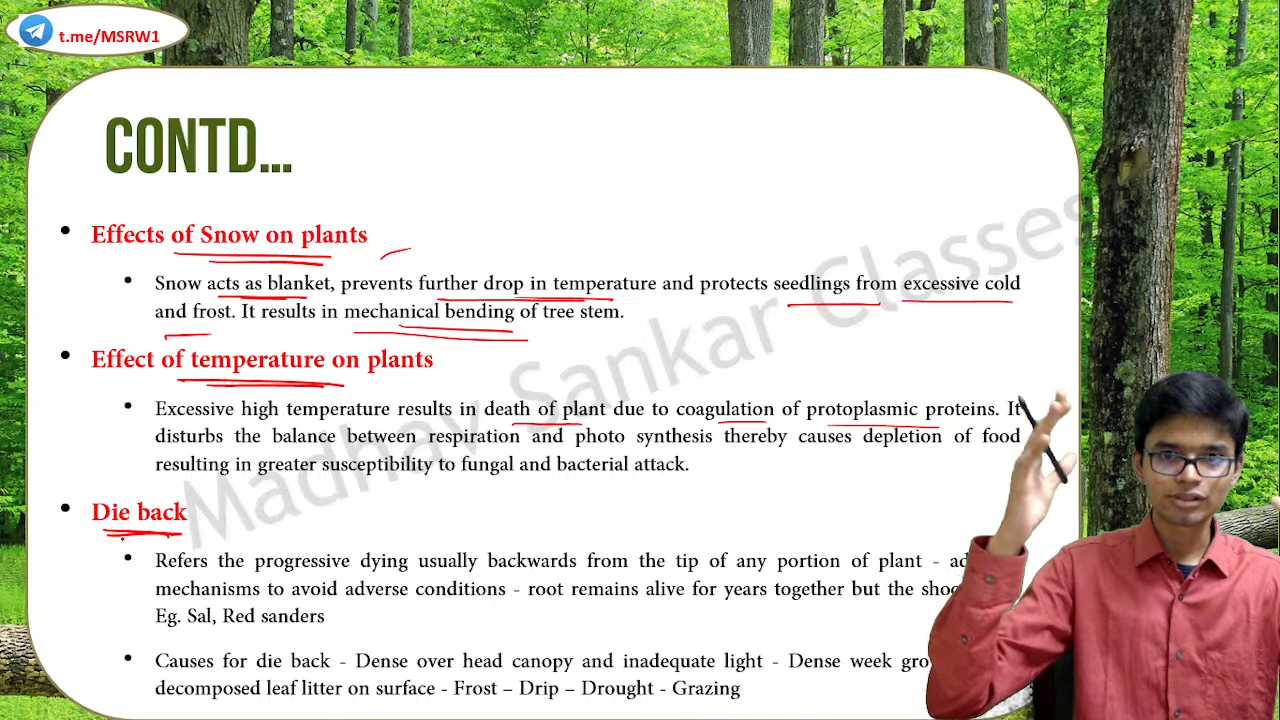 t.me/MSRW1
CONTD...
• Effects of Snow on plants
• Snow acts as blanket, prevents further drop in temperature and protects seedlings from excessive cold
and frost. It results in mechanical bending of tree stem.
• Effect of temperature on plants
• Excessive high temperature results in death of plant due to coagulation of protoplasmic proteins. It
disturbs the balance between respiration and photo synthesis thereby causes depletion of food
resulting in greater susceptibility to fungal and bacterial attack.
• Die back
• Refers the progressive dying usually backwards from the tip of any portion of plant -
mechanisms to avoid adverse conditions - root remains alive for years together but the
Eg. Sal, Red sanders
• Causes for die back - Dense over head canopy and inadequate light - Dense week
decomposed leaf litter on surface - Frost – Drip – Drought - Grazing
Madhav Sankar Classes